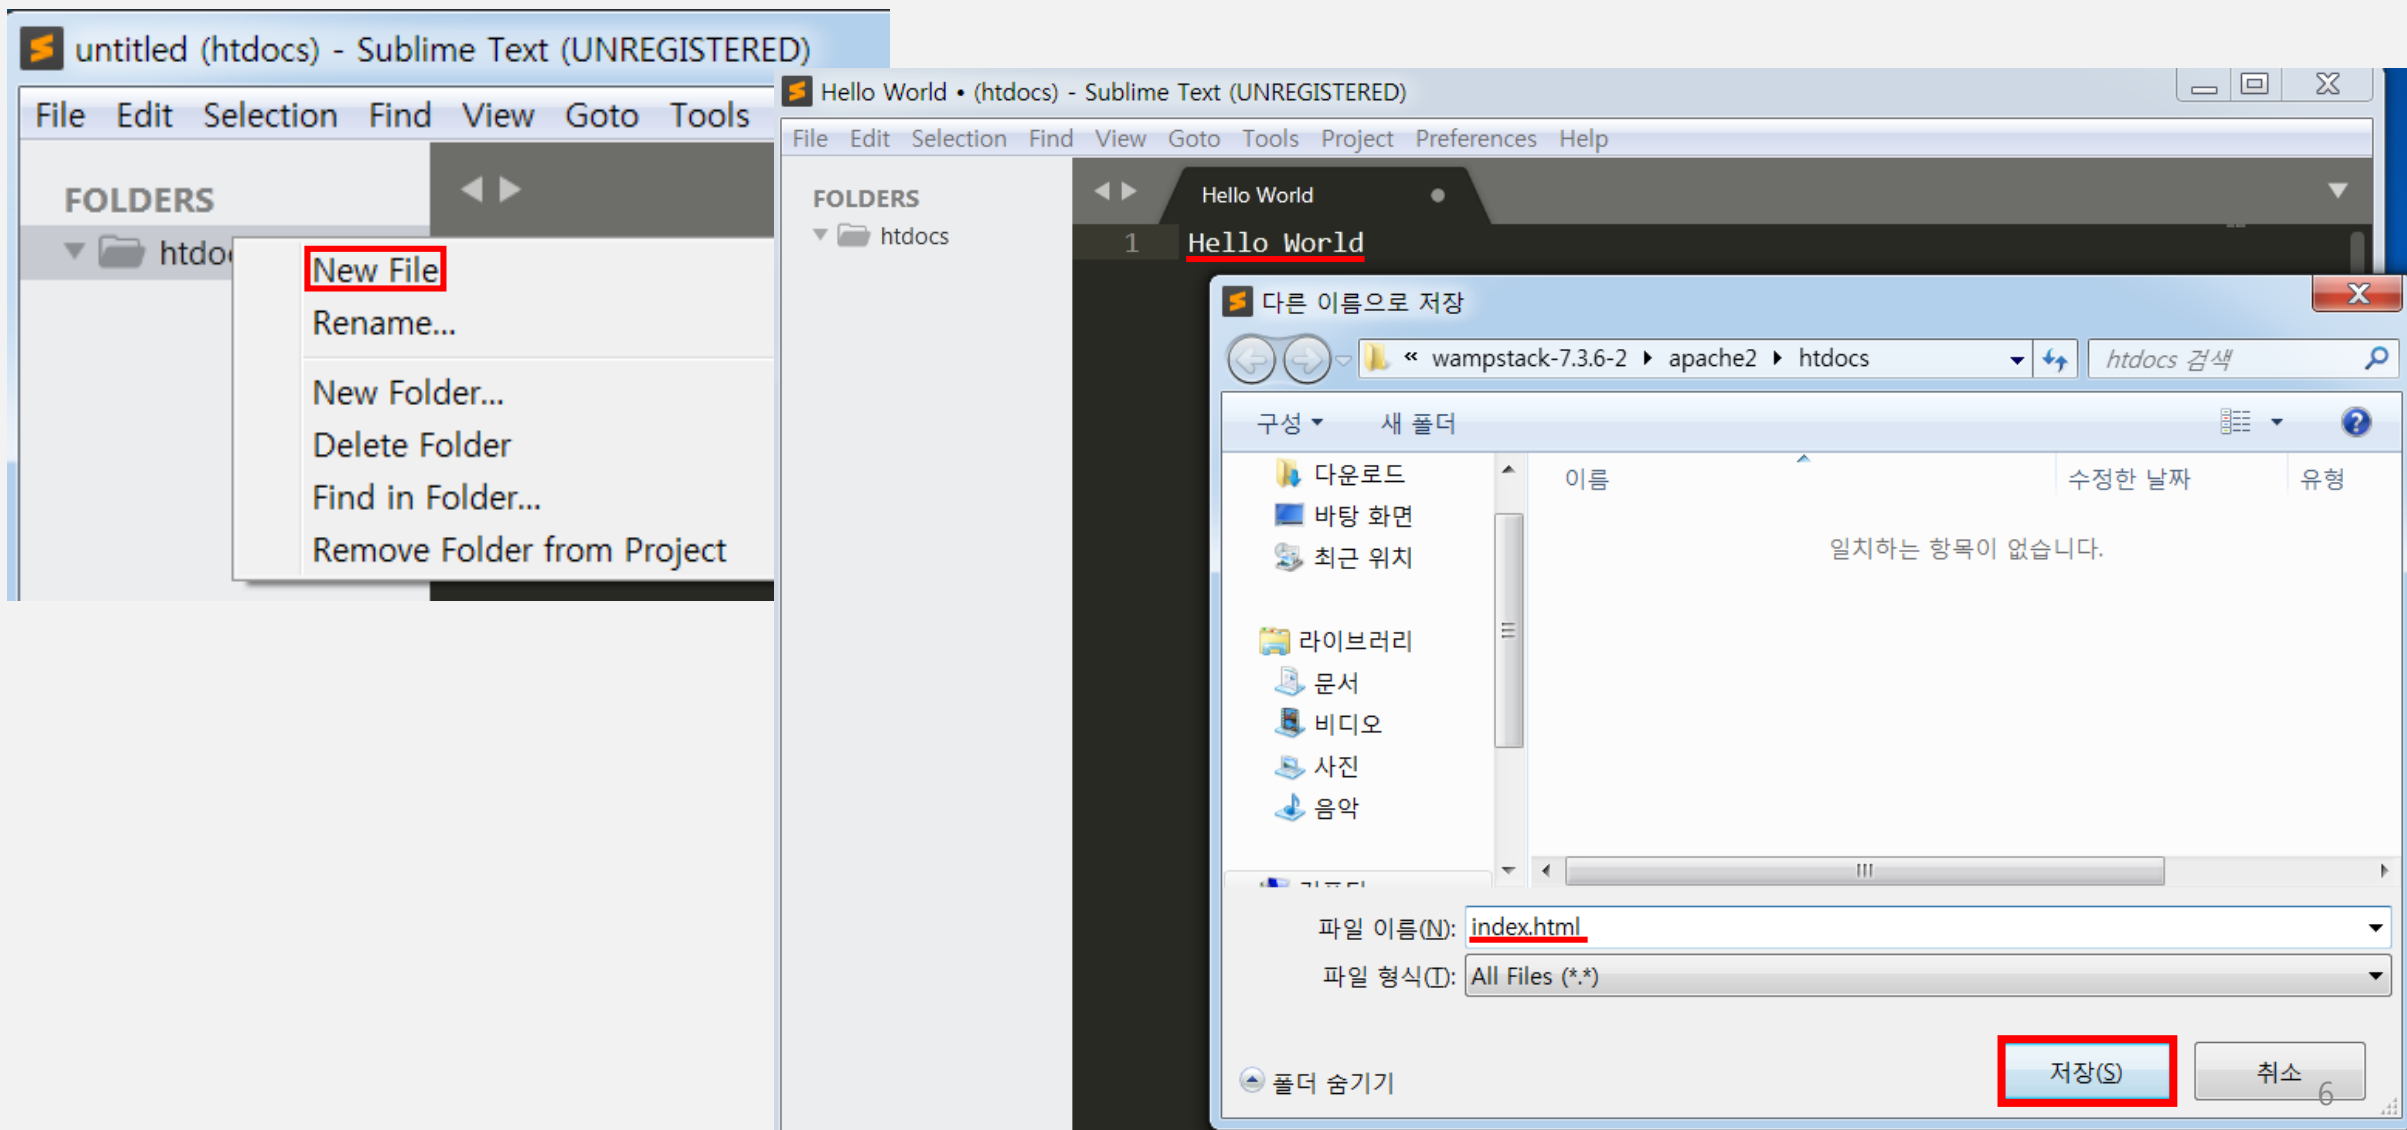 untitled (htdocs) - Sublime Text (UNREGISTERED)
File Edit Selection Find View Goto Tools
FOLDERS
New File
Rename...
New Folder...
Delete Folder
Find in Folder...
Remove Folder from Project
Hello World • (htdocs) - Sublime Text (UNREGISTERED)
File Edit Selection Find View Goto Tools Project Preferences Help
FOLDERS
htdocs
Hello World
1 Hello World
다른 이름으로 저장
« wampstack-7.3.6-2 apache2 htdocs
htdocs 검색
구성 새 폴더
다운로드
바탕 화면
최근 위치
라이브러리
문서
비디오
사진
음악
이름 수정한 날짜 유형
일치하는 항목이 없습니다.
파일 이름(N): index.html
파일 형식(T): All Files (*.*)
폴더 숨기기
저장(S) 취소
6